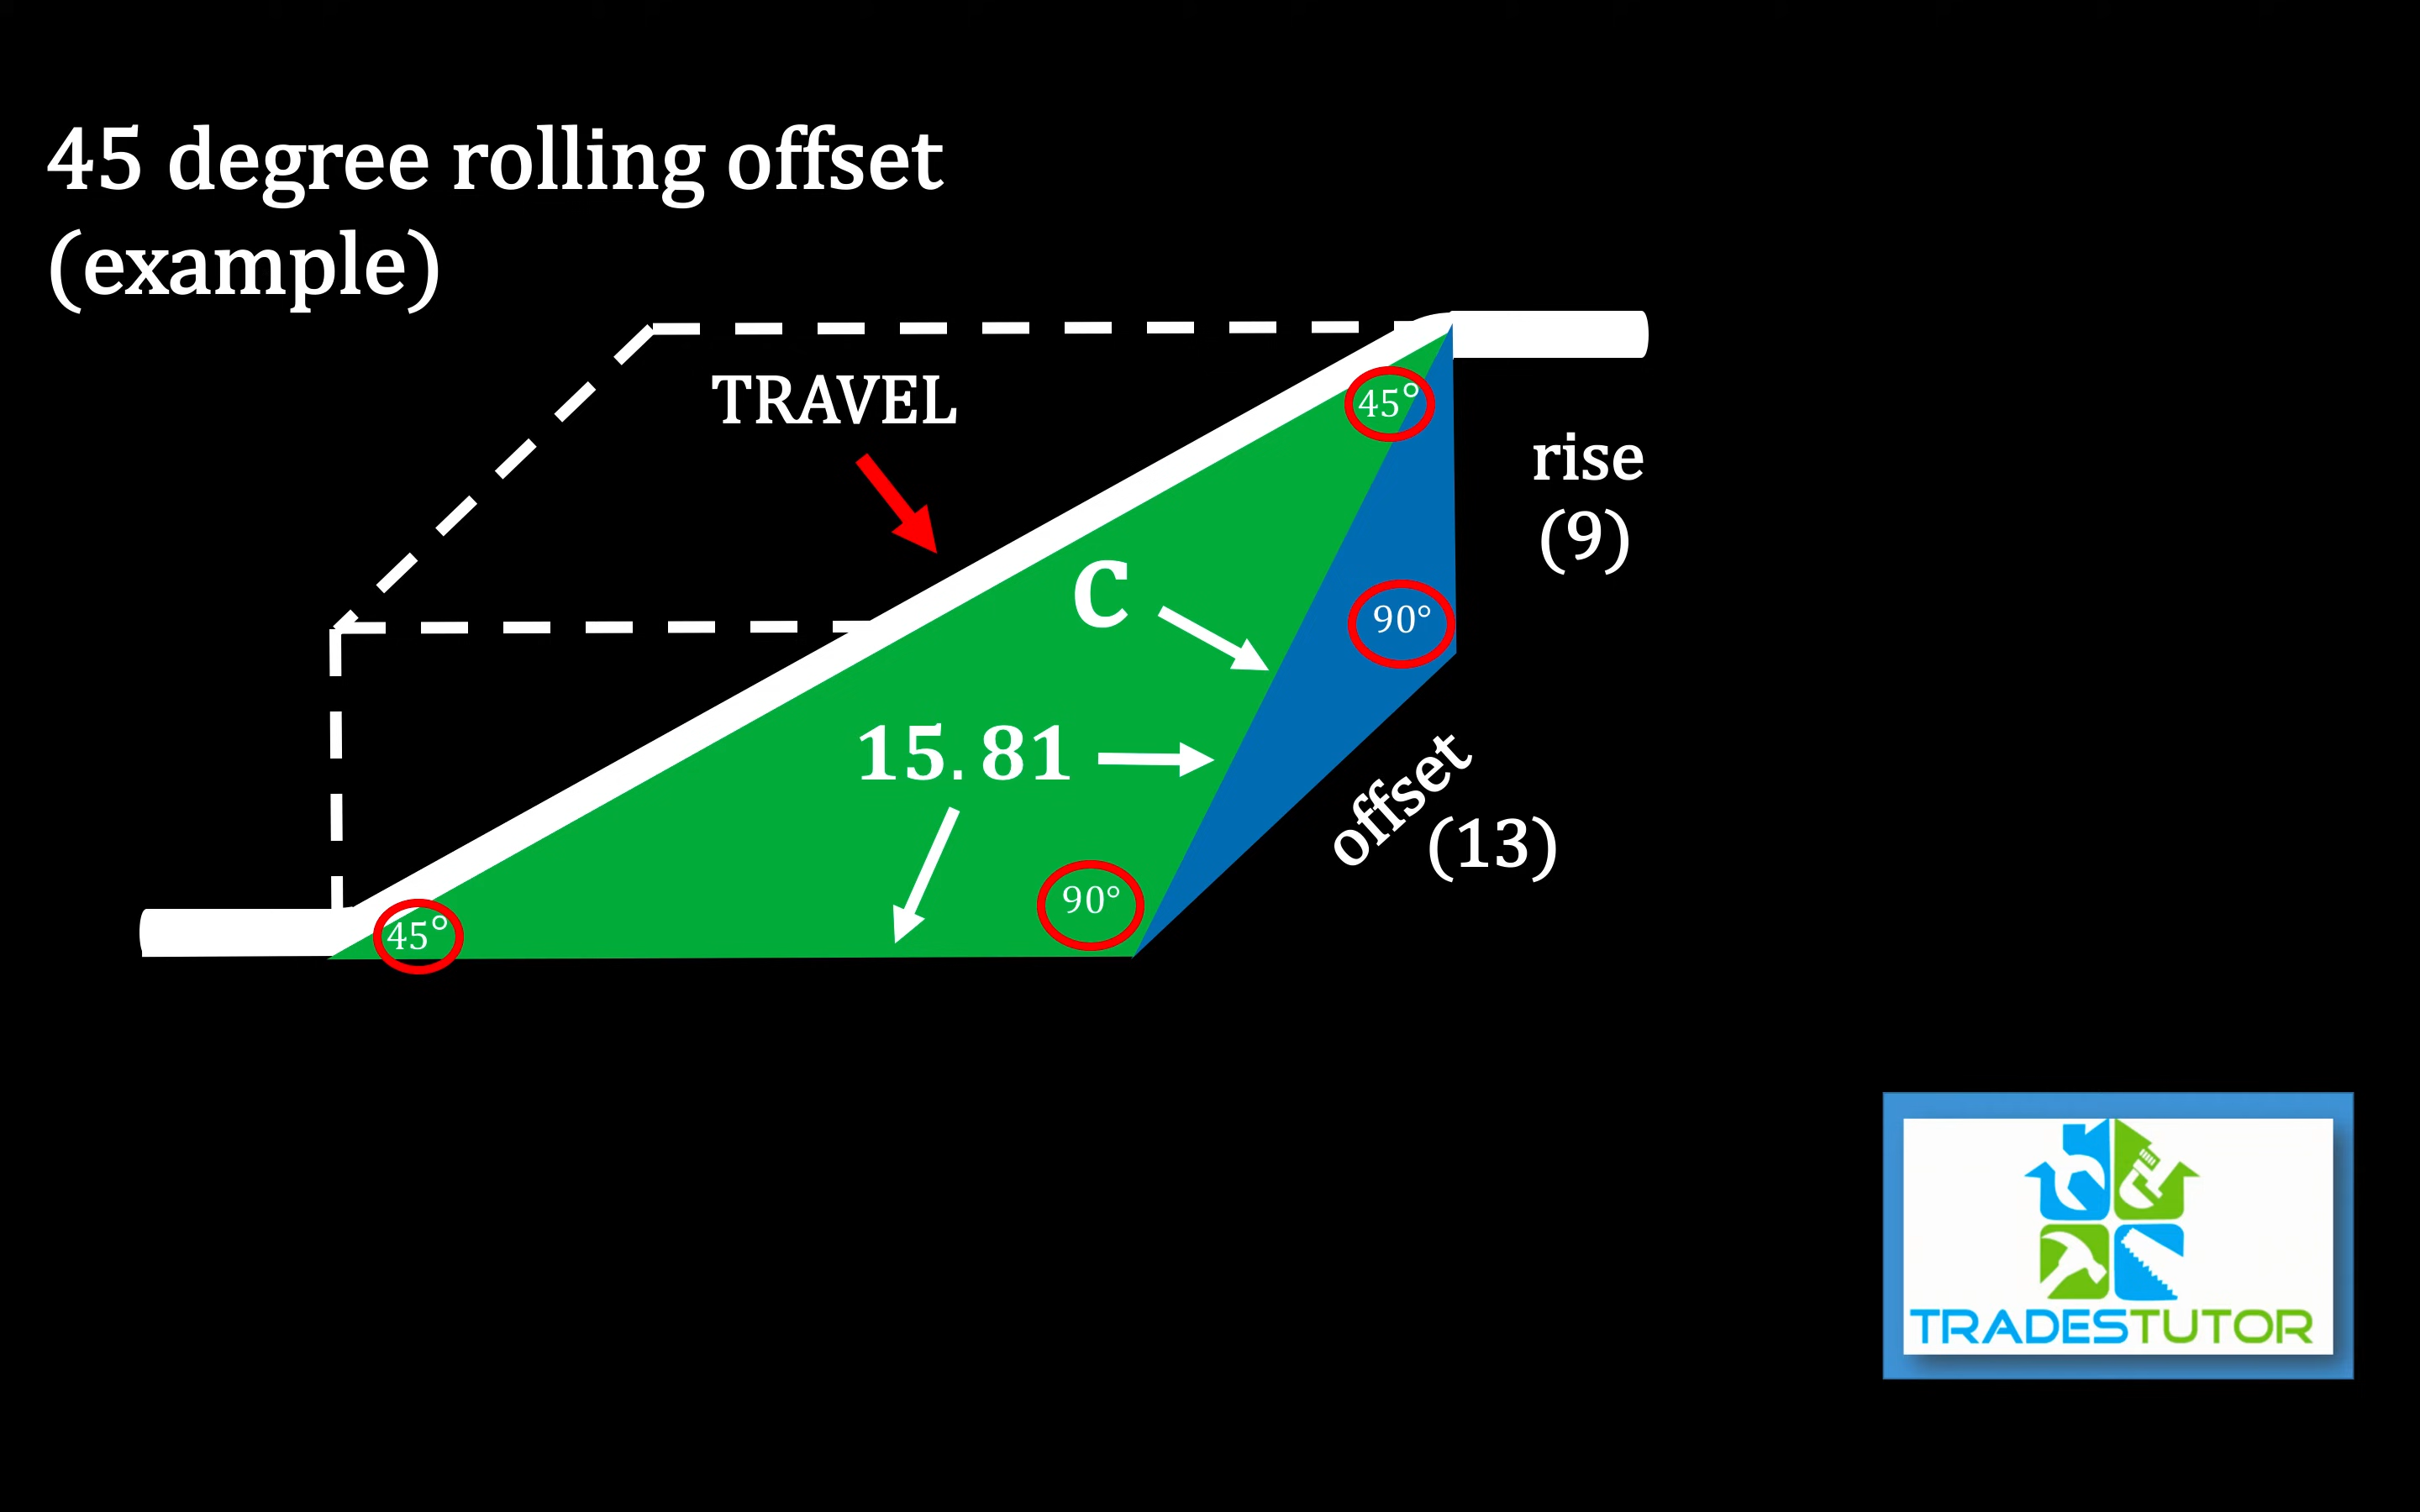 45 degree rolling offset
(example)
TRAVEL
45°
rise
(9)
C
90°
15.81
offset
(13)
90°
45°
TRADESTUTOR